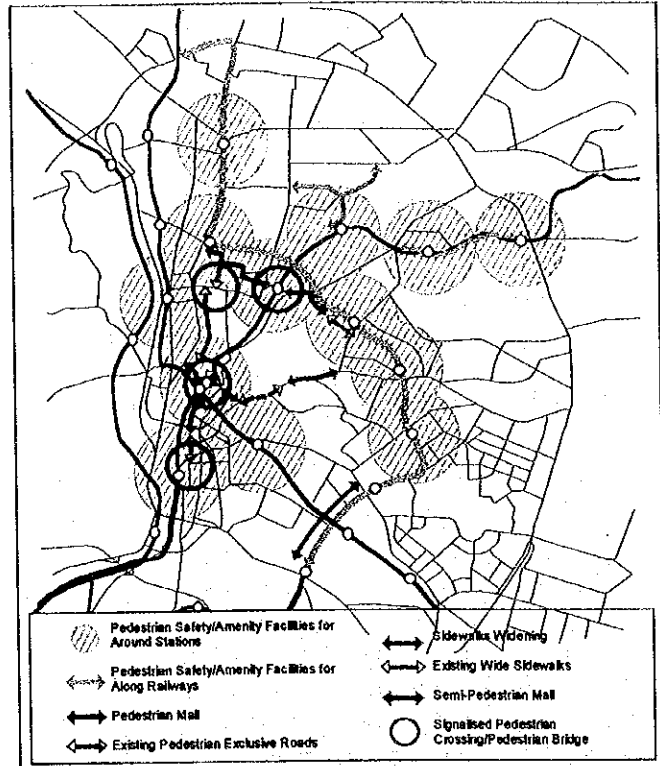 Pedestrian Safety/Amenity Facilities for
Around Stations
Pedestrian Safety/Amenity Facilities for
Along Railways
Pedestrian Mall
Existing Pedestrian Exclusive Roads
Sidewalks Widening
Existing Wide Sidewalks
Semi-Pedestrian Mall
Signalised Pedestrian
Crossing/Pedestrian Bridge